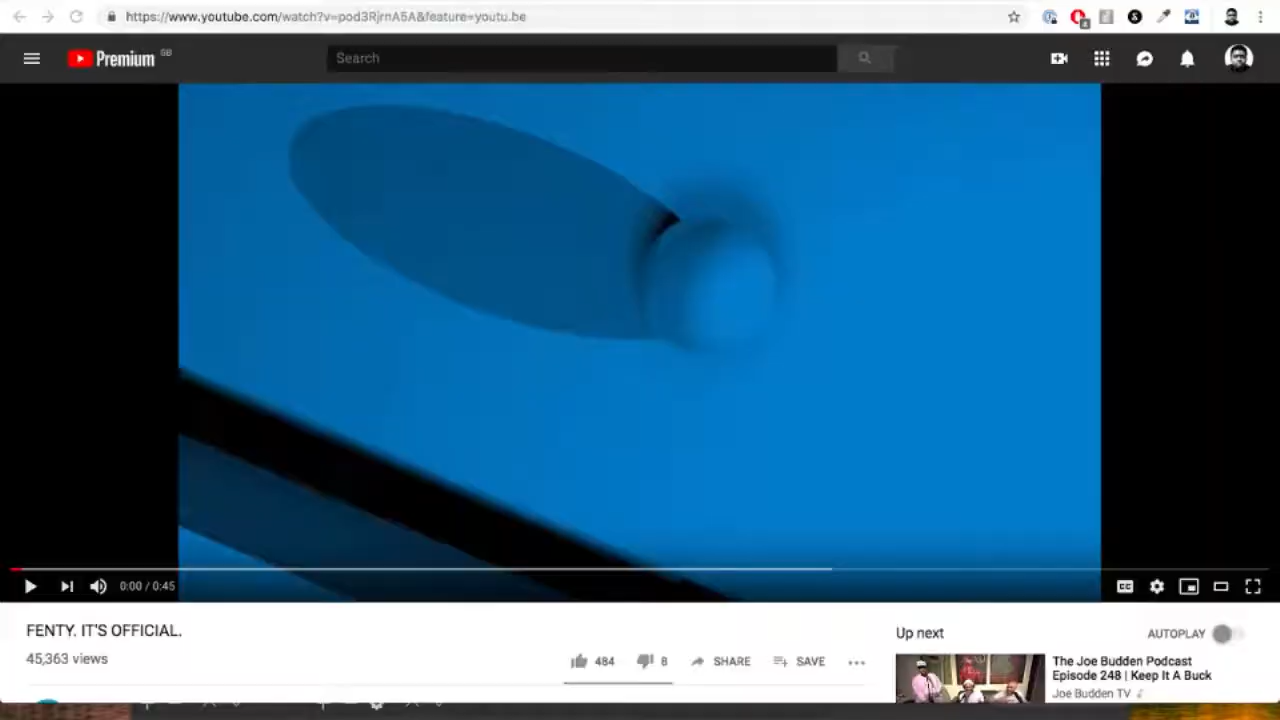 https://www.youtube.com/watch?v=pod3RjrnA5A&feature=youtu.be
Premium GB
Search
0:00 / 0:45
CC
FENTY. IT'S OFFICIAL.
45,363 views
484
8
SHARE
SAVE
Up next
AUTOPLAY
The Joe Budden Podcast
Episode 248 | Keep It A Buck
Joe Budden TV